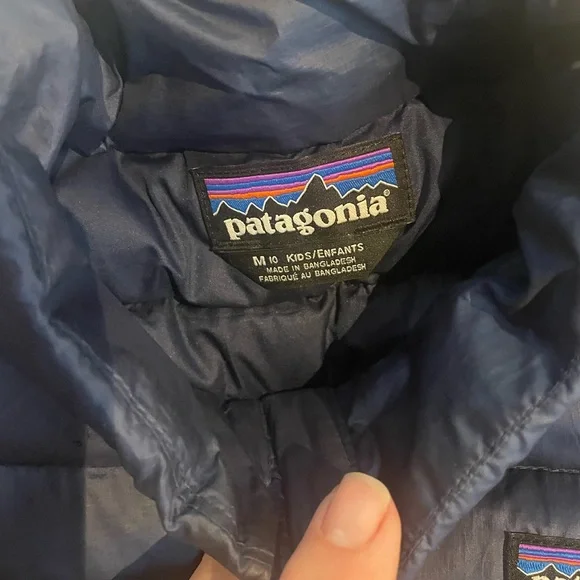 patagonia
M 10 KIDS/ENFANTS
MADE IN BANGLADESH
FABRIQUÉ AU BANGLADESH